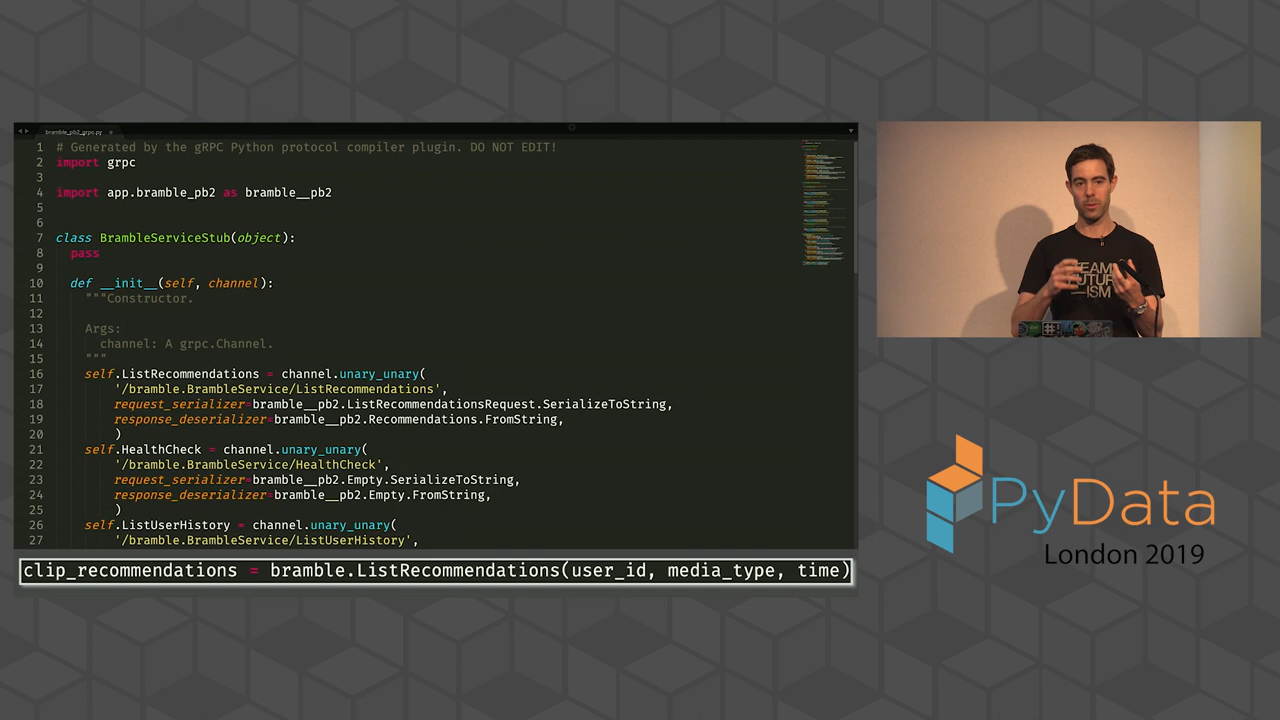 bramble_pb2_grpc.py
1 # Generated by the gRPC Python protocol compiler plugin. DO NOT EDIT!
2 import grpc
3
4 import app.bramble_pb2 as bramble__pb2
5
6
7 class BrambleServiceStub(object):
8 pass
9
10 def __init__(self, channel):
11 """Constructor.
12
13 Args:
14 channel: A grpc.Channel.
15 """
16 self.ListRecommendations = channel.unary_unary(
17 '/bramble.BrambleService/ListRecommendations',
18 request_serializer=bramble__pb2.ListRecommendationsRequest.SerializeToString,
19 response_deserializer=bramble__pb2.Recommendations.FromString,
20 )
21 self.HealthCheck = channel.unary_unary(
22 '/bramble.BrambleService/HealthCheck',
23 request_serializer=bramble__pb2.Empty.SerializeToString,
24 response_deserializer=bramble__pb2.Empty.FromString,
25 )
26 self.ListUserHistory = channel.unary_unary(
27 '/bramble.BrambleService/ListUserHistory',
clip_recommendations = bramble.ListRecommendations(user_id, media_type, time)
PyData
London 2019